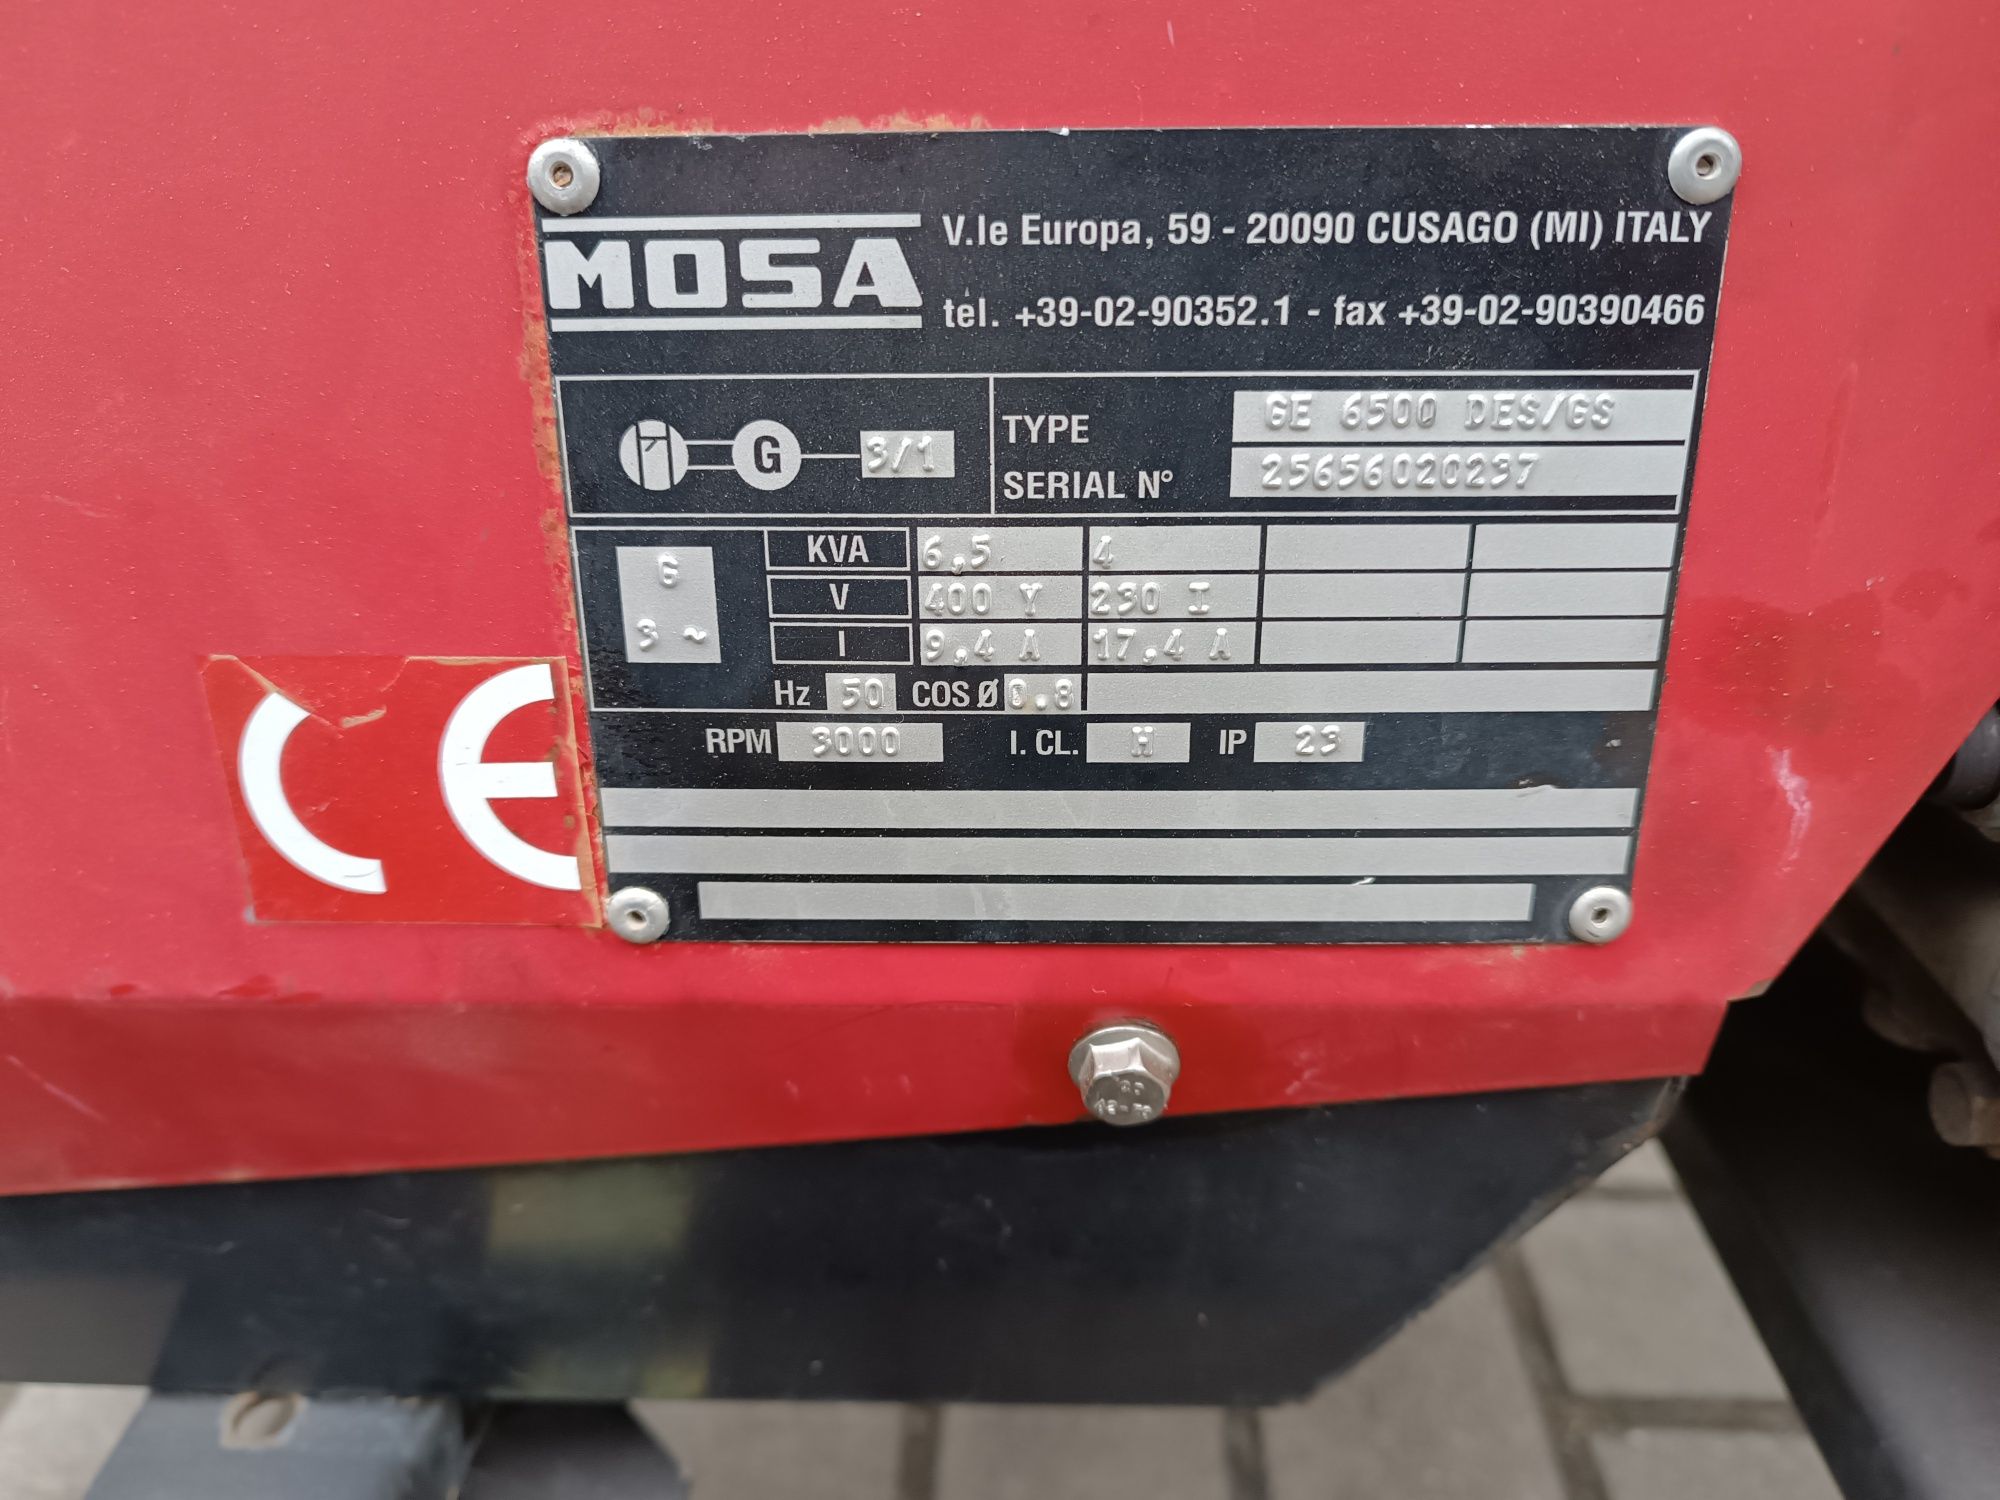 MOSA
V.le Europa, 59 - 20090 CUSAGO (MI) ITALY
tel. +39-02-90352.1 - fax +39-02-90390466
G 3/1
TYPE GE 6500 DES/GS
SERIAL N° 25656020237
G
3 ~
KVA 6,5 4
V 400 Y 230 I
I 9,4 A 17,4 A
Hz 50 COS Ø 0.8
RPM 3000 I. CL. H IP 23
CE